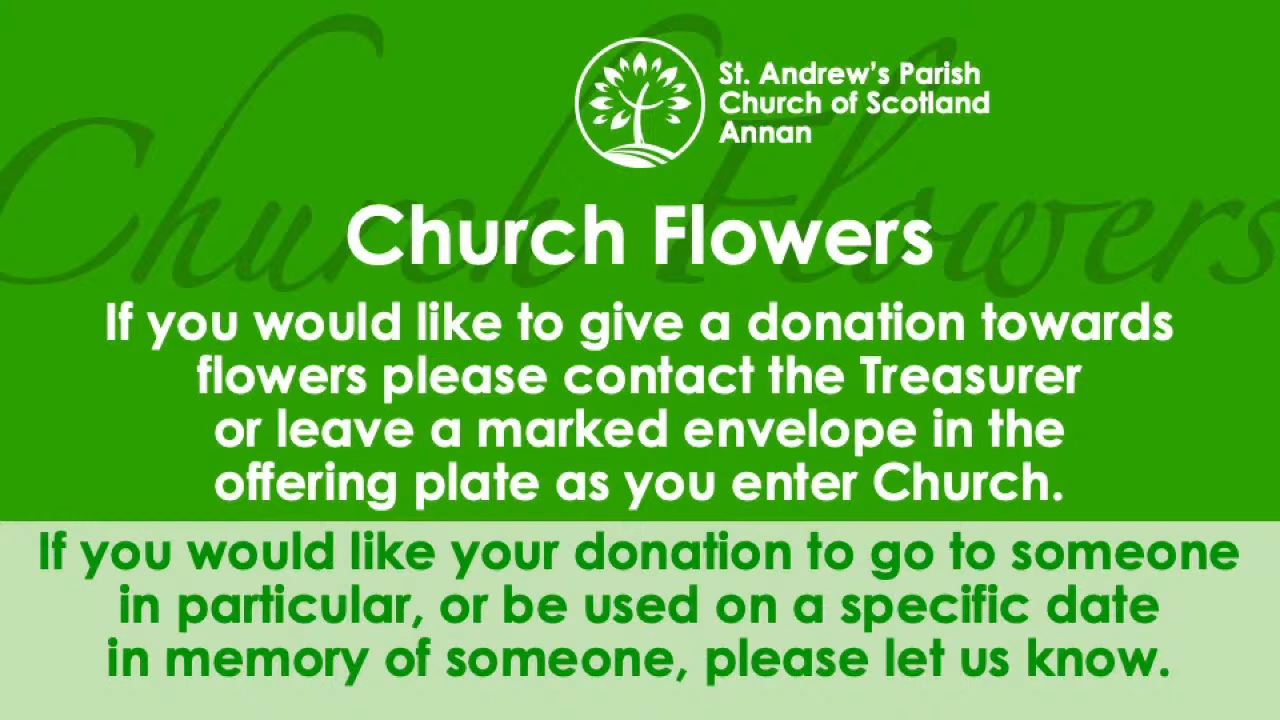 St. Andrew's Parish
Church of Scotland
Annan
Church Flowers
Church Flowers
If you would like to give a donation towards
flowers please contact the Treasurer
or leave a marked envelope in the
offering plate as you enter Church.
If you would like your donation to go to someone
in particular, or be used on a specific date
in memory of someone, please let us know.